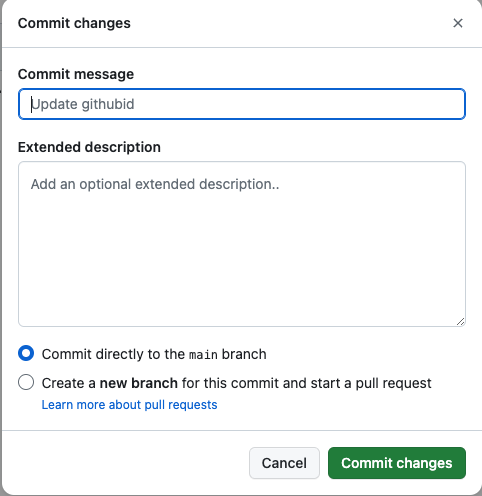 Commit changes
Commit message
Update githubid
Extended description
Add an optional extended description..
Commit directly to the main branch
Create a new branch for this commit and start a pull request
Learn more about pull requests
Cancel
Commit changes